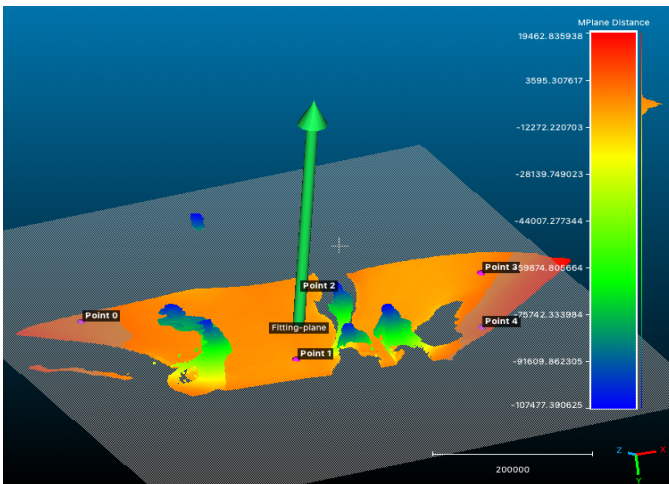 MPlane Distance
19462.835938
3595.307617
-12272.220703
-28139.749023
-44007.277344
-59874.805664
-75742.333984
-91609.862305
-107477.390625
Point 3
Point 2
Point 0
Point 4
Fitting-plane
Point 1
200000
Z
X
Y